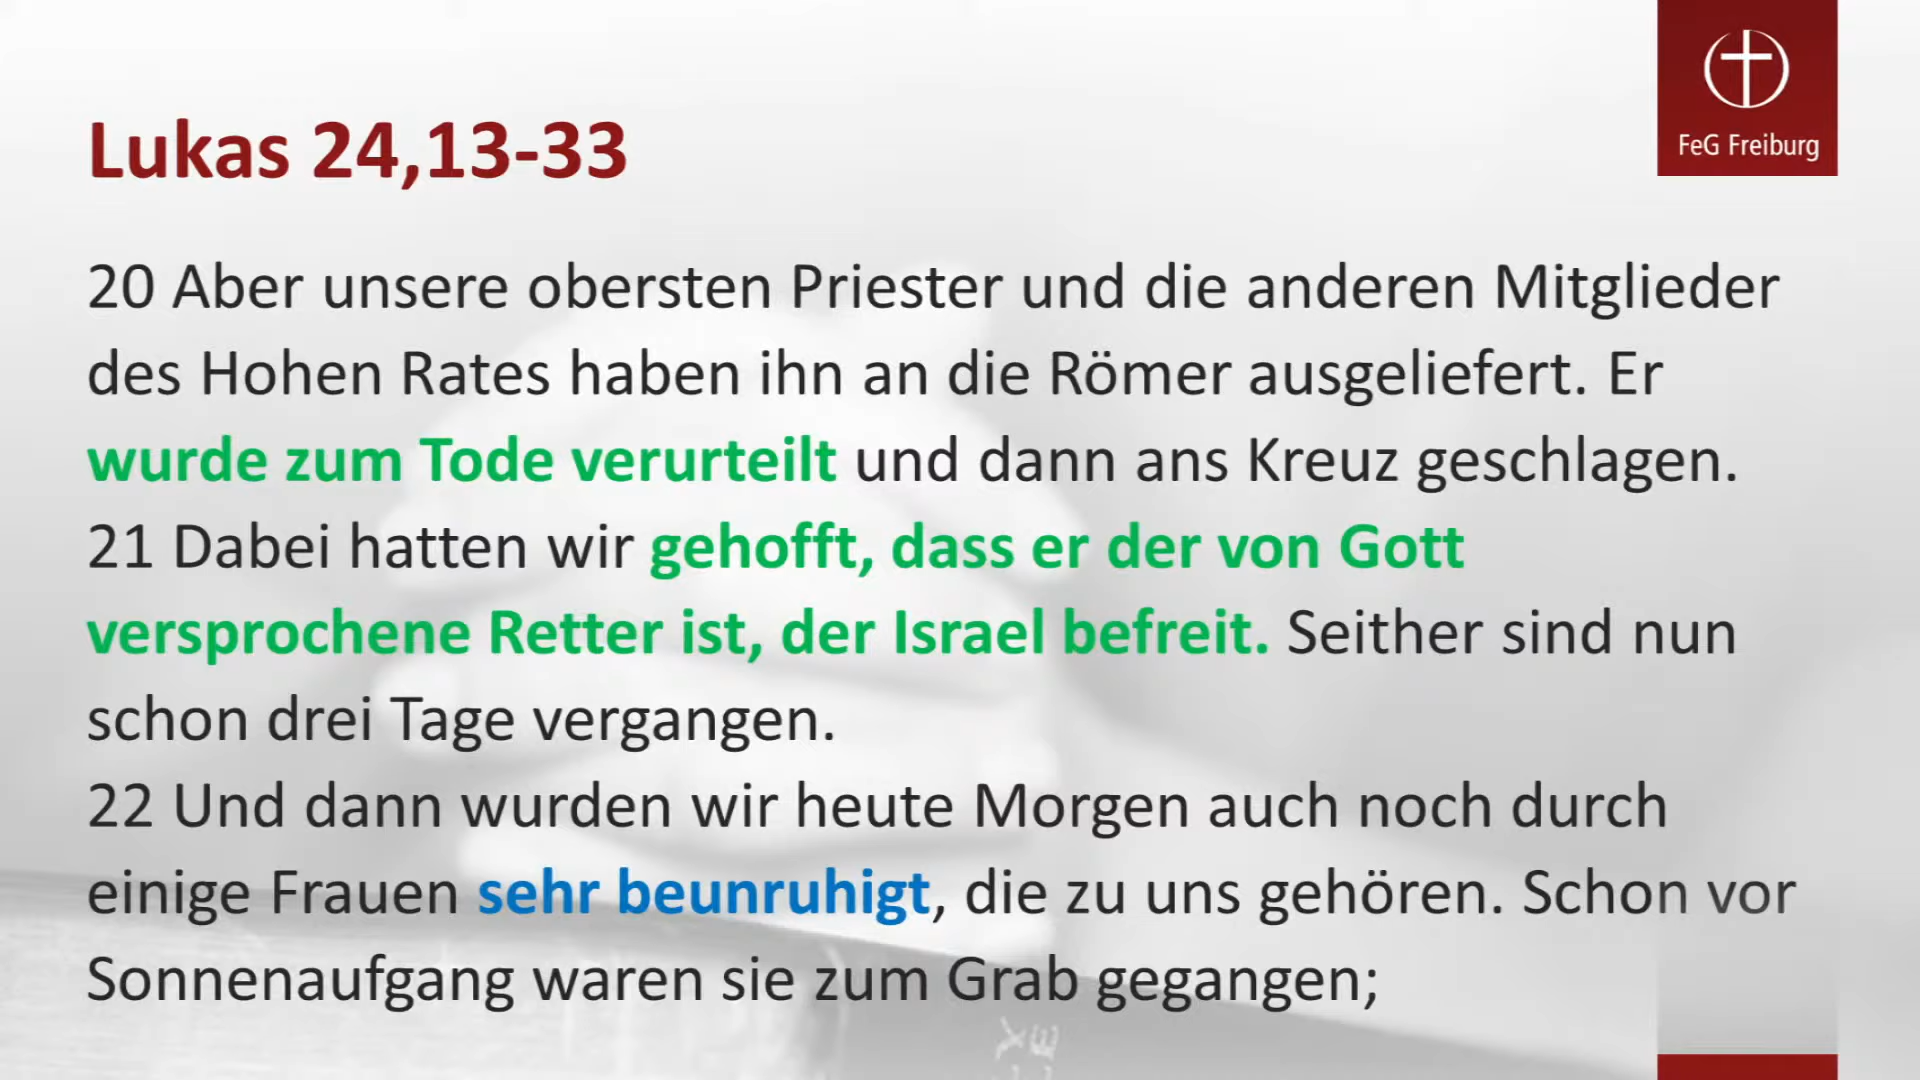 FeG Freiburg
Lukas 24,13-33
20 Aber unsere obersten Priester und die anderen Mitglieder
des Hohen Rates haben ihn an die Römer ausgeliefert. Er
wurde zum Tode verurteilt und dann ans Kreuz geschlagen.
21 Dabei hatten wir gehofft, dass er der von Gott
versprochene Retter ist, der Israel befreit. Seither sind nun
schon drei Tage vergangen.
22 Und dann wurden wir heute Morgen auch noch durch
einige Frauen sehr beunruhigt, die zu uns gehören. Schon vor
Sonnenaufgang waren sie zum Grab gegangen;